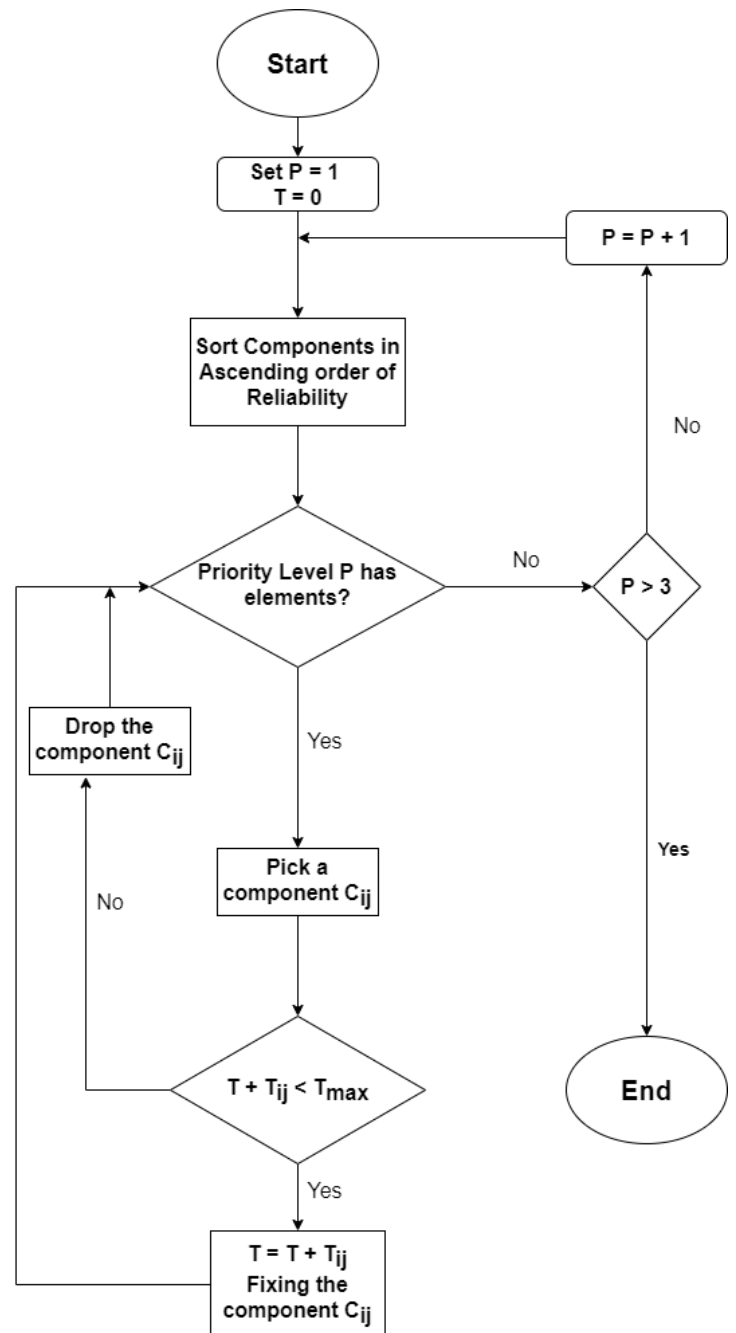 Start
Set P = 1
T = 0
P = P + 1
Sort Components in
Ascending order of
Reliability
No
Priority Level P has
elements?
No
P > 3
Drop the
component Cij
Yes
Pick a
component Cij
Yes
No
T + Tij < Tmax
End
Yes
T = T + Tij
Fixing the
component Cij